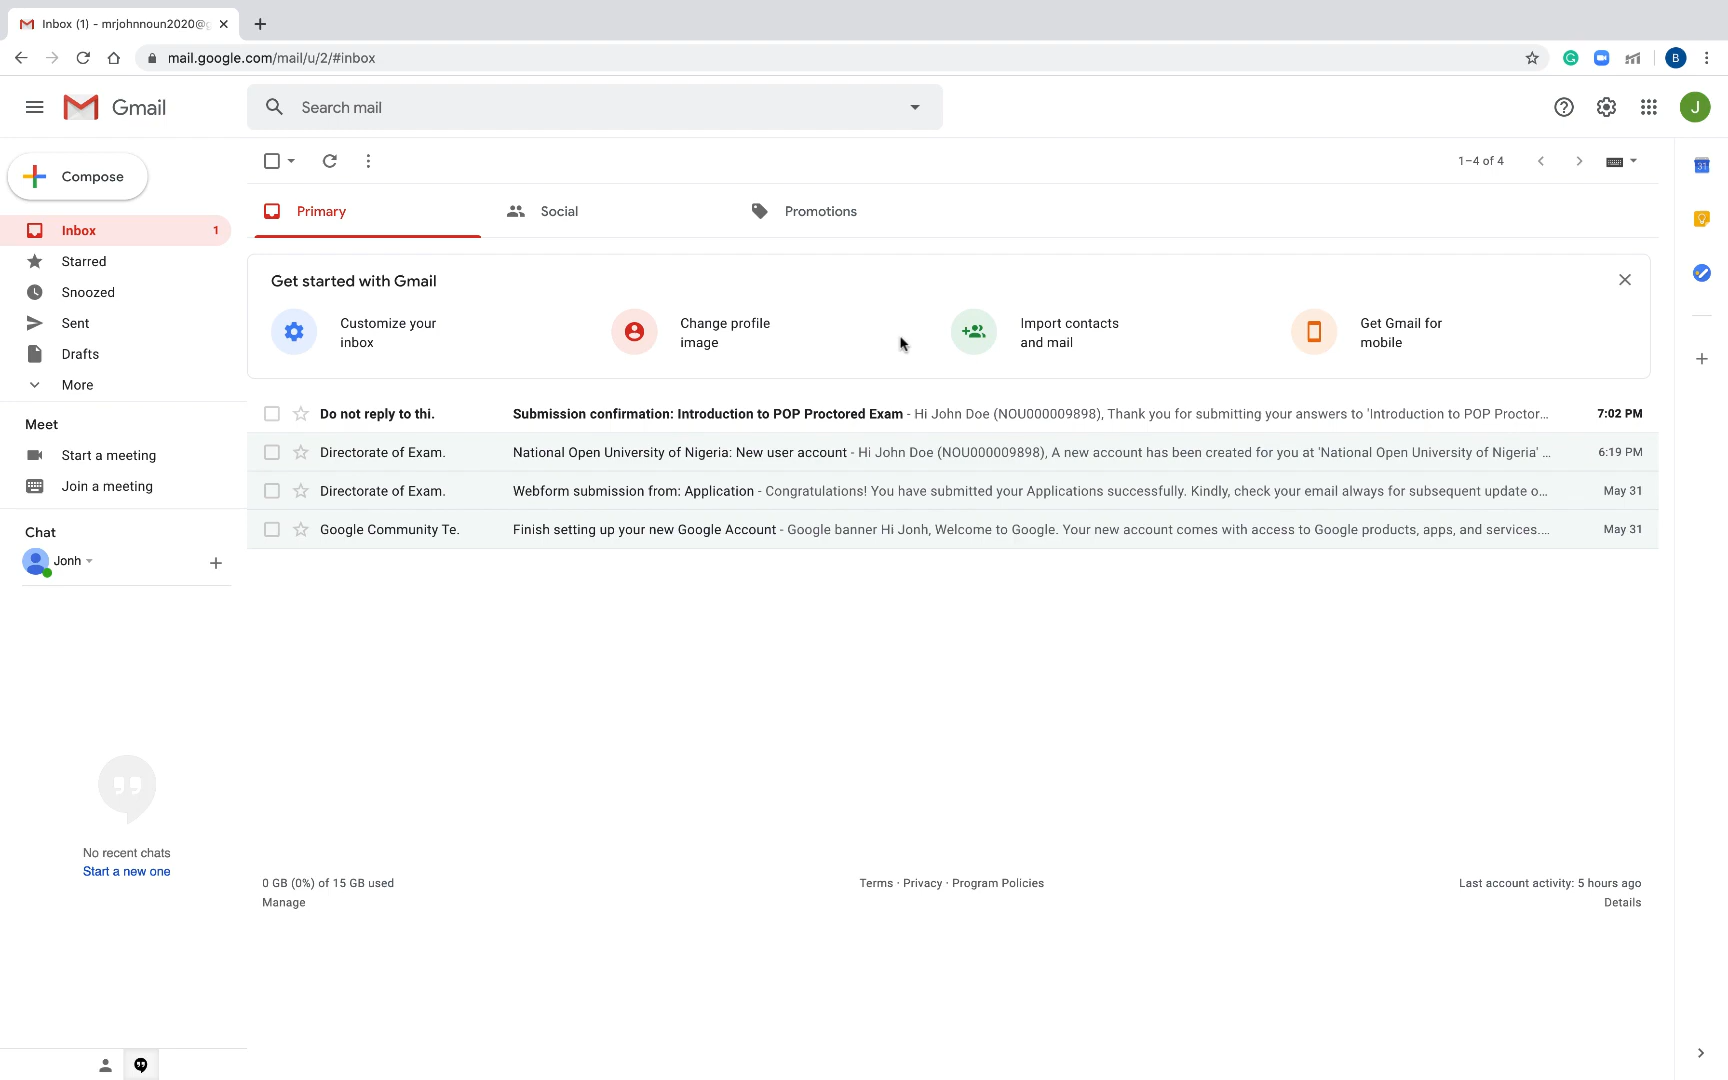 Inbox (1) - mrjohnnoun2020@g
mail.google.com/mail/u/2/#inbox
B
Gmail
Search mail
J
Compose
1–4 of 4
31
Primary
Social
Promotions
Inbox 1
Starred
Snoozed
Sent
Drafts
More
Get started with Gmail
Customize your
inbox
Change profile
image
Import contacts
and mail
Get Gmail for
mobile
Do not reply to thi. Submission confirmation: Introduction to POP Proctored Exam - Hi John Doe (NOU000009898), Thank you for submitting your answers to 'Introduction to POP Proctor... 7:02 PM
Directorate of Exam. National Open University of Nigeria: New user account - Hi John Doe (NOU000009898), A new account has been created for you at 'National Open University of Nigeria' ... 6:19 PM
Directorate of Exam. Webform submission from: Application - Congratulations! You have submitted your Applications successfully. Kindly, check your email always for subsequent update o... May 31
Google Community Te. Finish setting up your new Google Account - Google banner Hi Jonh, Welcome to Google. Your new account comes with access to Google products, apps, and services.... May 31
Meet
Start a meeting
Join a meeting
Chat
Jonh
No recent chats
Start a new one
0 GB (0%) of 15 GB used
Manage
Terms · Privacy · Program Policies
Last account activity: 5 hours ago
Details